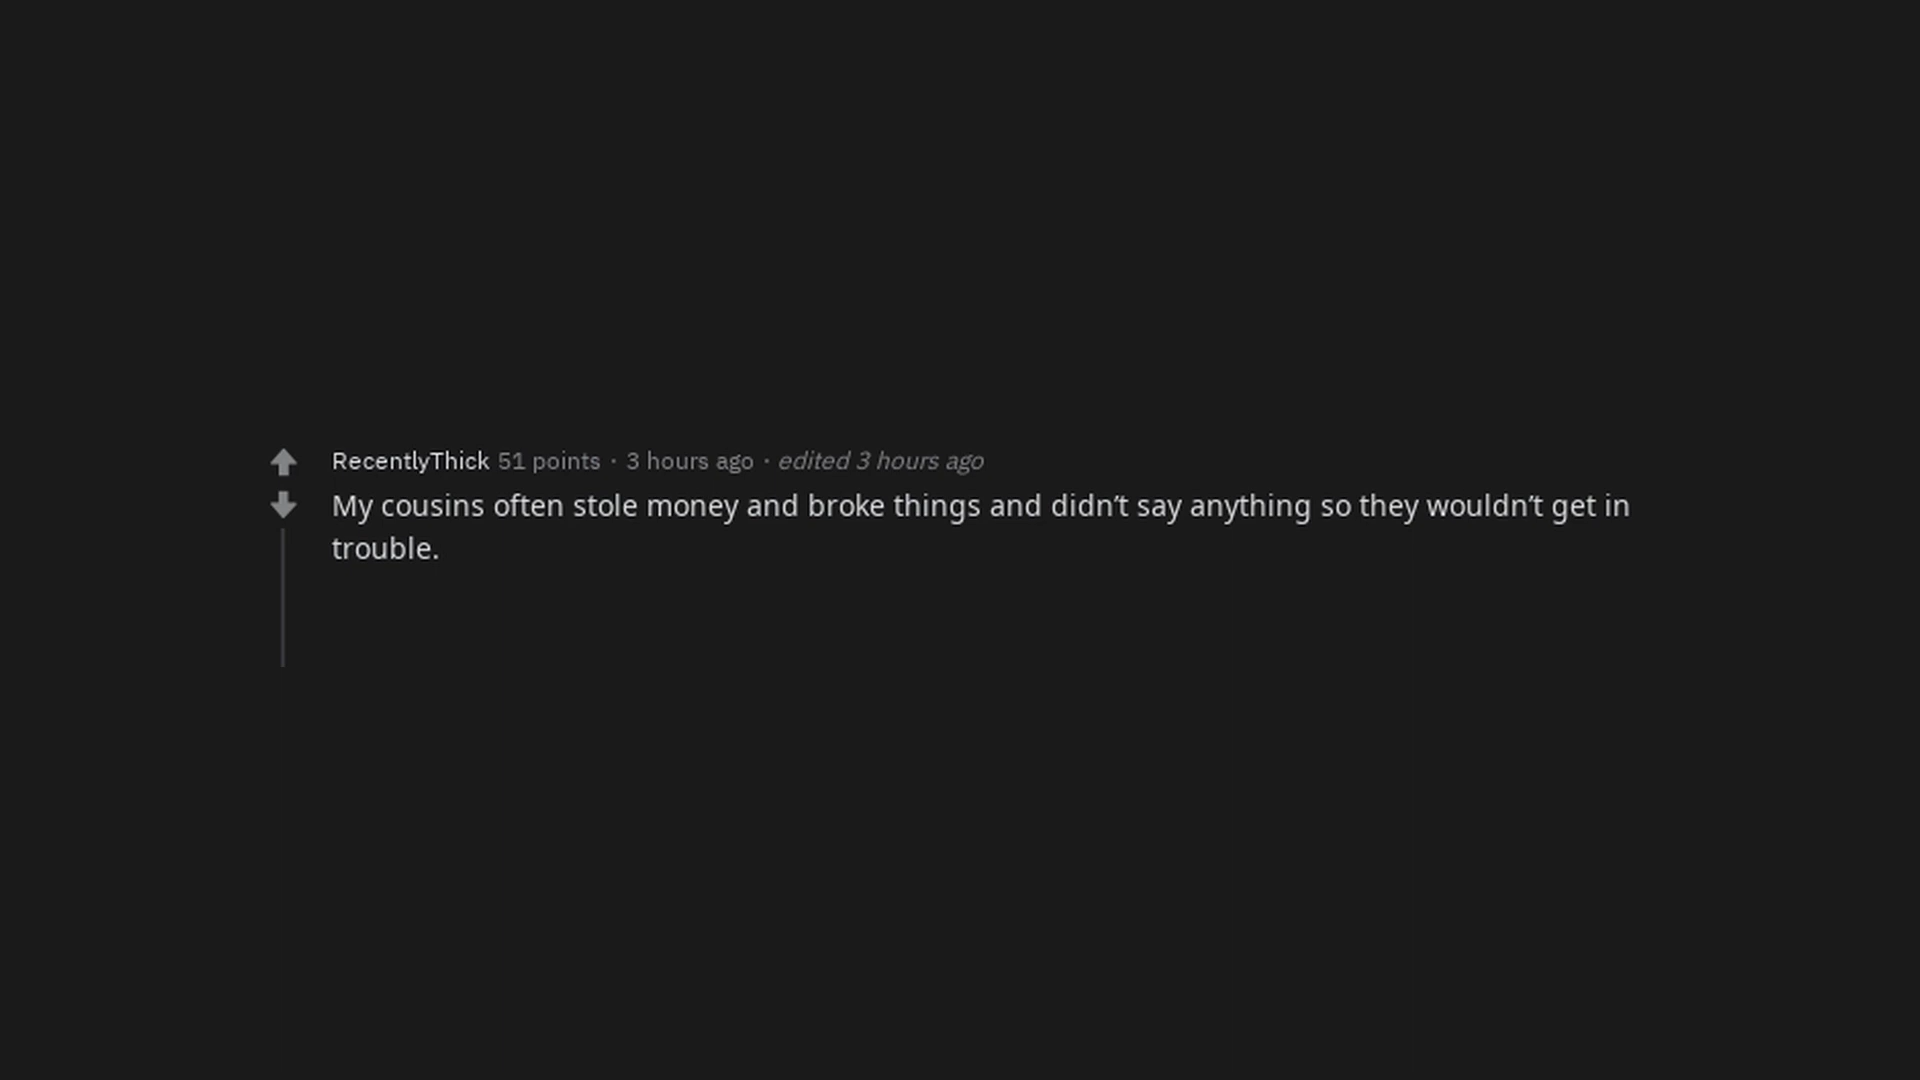 RecentlyThick 51 points · 3 hours ago · edited 3 hours ago
My cousins often stole money and broke things and didn’t say anything so they wouldn’t get in
trouble.